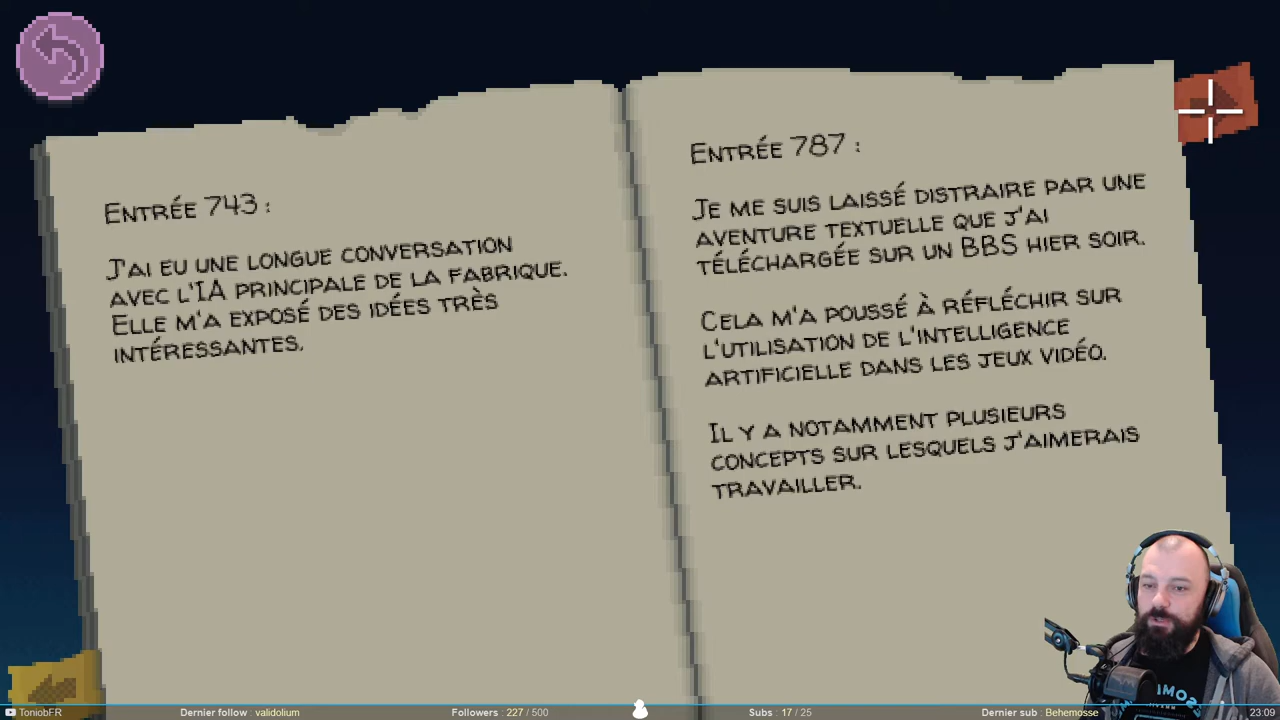 Entrée 743 :
J'ai eu une longue conversation
avec l'IA principale de la fabrique.
Elle m'a exposé des idées très
intéressantes.
Entrée 787 :
Je me suis laissé distraire par une
aventure textuelle que j'ai
téléchargée sur un BBS hier soir.
Cela m'a poussé à réfléchir sur
l'utilisation de l'intelligence
artificielle dans les jeux vidéo.
Il y a notamment plusieurs
concepts sur lesquels j'aimerais
travailler.
ToniobFR
Dernier follow : validolium
Followers : 227 / 500
Subs : 17 / 25
Dernier sub : Behemosse
23:09